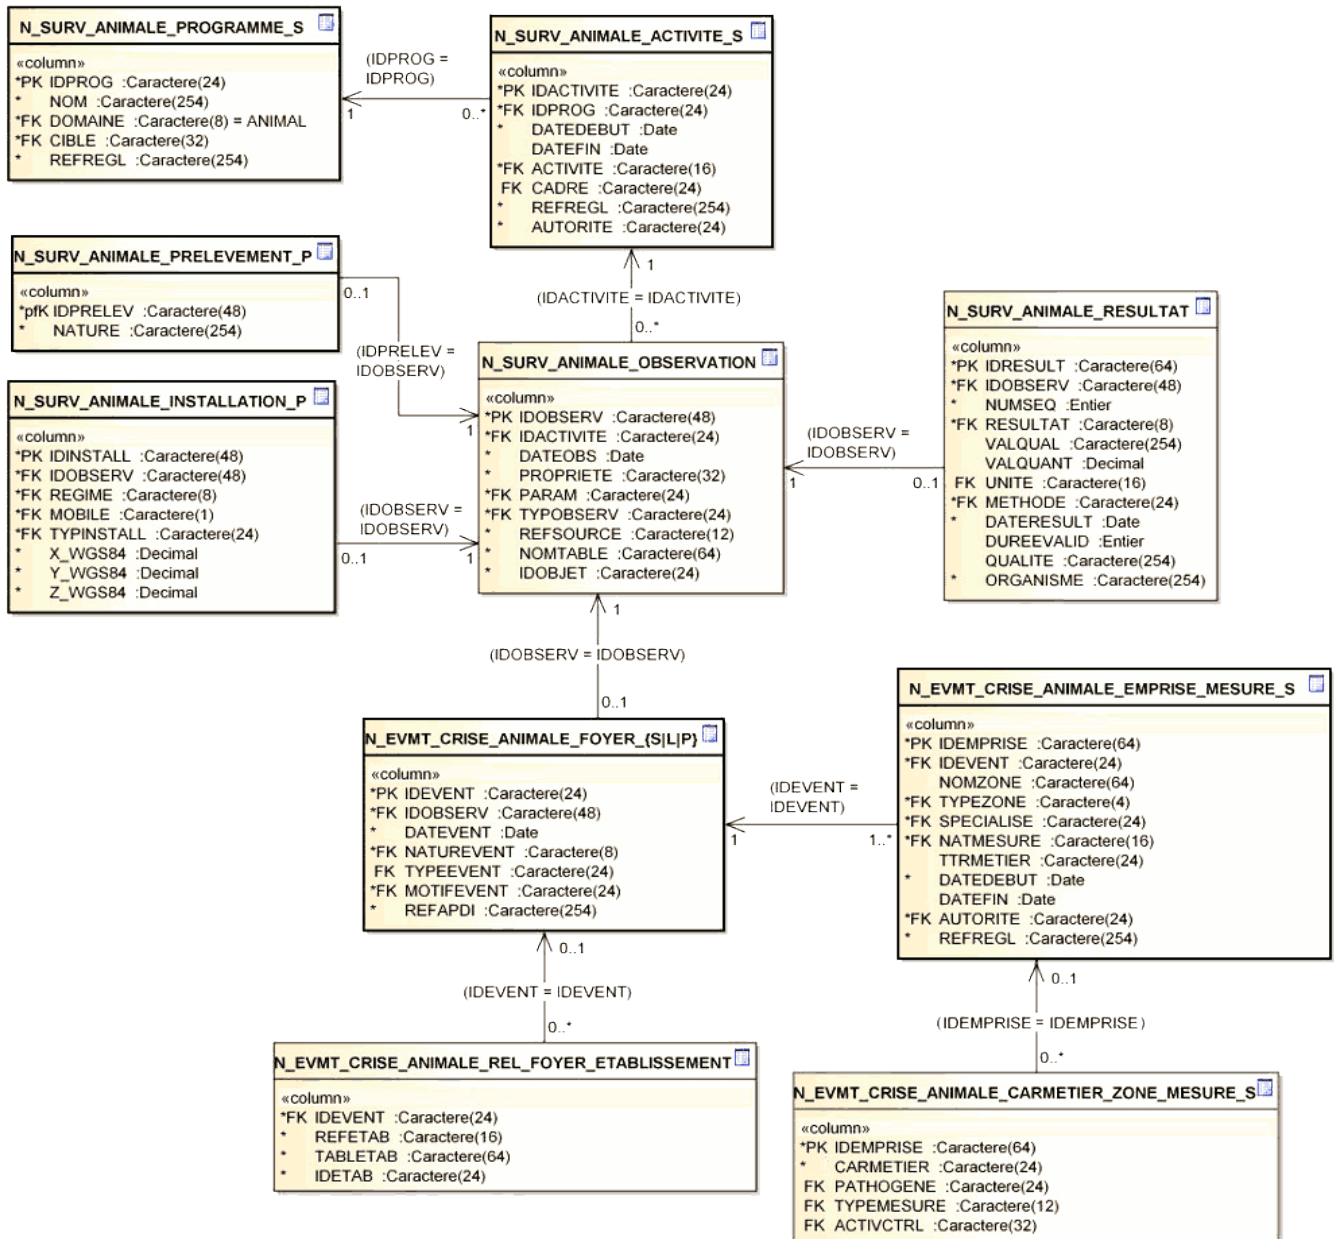 N_SURV_ANIMALE_PROGRAMME_S
«column»
*PK IDPROG :Caractere(24)
* NOM :Caractere(254)
*FK DOMAINE :Caractere(8) = ANIMAL
*FK CIBLE :Caractere(32)
* REFREGL :Caractere(254)
(IDPROG =
IDPROG)
1
0..*
N_SURV_ANIMALE_ACTIVITE_S
«column»
*PK IDACTIVITE :Caractere(24)
*FK IDPROG :Caractere(24)
* DATEDEBUT :Date
DATEFIN :Date
*FK ACTIVITE :Caractere(16)
FK CADRE :Caractere(24)
* REFREGL :Caractere(254)
* AUTORITE :Caractere(24)
1
(IDACTIVITE = IDACTIVITE)
0..*
N_SURV_ANIMALE_PRELEVEMENT_P
«column»
*pfK IDPRELEV :Caractere(48)
* NATURE :Caractere(254)
0..1
(IDPRELEV =
IDOBSERV)
1
N_SURV_ANIMALE_INSTALLATION_P
«column»
*PK IDINSTALL :Caractere(48)
*FK IDOBSERV :Caractere(48)
*FK REGIME :Caractere(8)
*FK MOBILE :Caractere(1)
*FK TYPINSTALL :Caractere(24)
* X_WGS84 :Decimal
* Y_WGS84 :Decimal
* Z_WGS84 :Decimal
(IDOBSERV =
IDOBSERV)
0..1
1
N_SURV_ANIMALE_OBSERVATION
«column»
*PK IDOBSERV :Caractere(48)
*FK IDACTIVITE :Caractere(24)
* DATEOBS :Date
* PROPRIETE :Caractere(32)
*FK PARAM :Caractere(24)
*FK TYPOBSERV :Caractere(24)
* REFSOURCE :Caractere(12)
* NOMTABLE :Caractere(64)
* IDOBJET :Caractere(24)
(IDOBSERV =
IDOBSERV)
1
0..1
N_SURV_ANIMALE_RESULTAT
«column»
*PK IDRESULT :Caractere(64)
*FK IDOBSERV :Caractere(48)
* NUMSEQ :Entier
*FK RESULTAT :Caractere(8)
VALQUAL :Caractere(254)
VALQUANT :Decimal
FK UNITE :Caractere(16)
*FK METHODE :Caractere(24)
* DATERESULT :Date
DUREEVALID :Entier
QUALITE :Caractere(254)
* ORGANISME :Caractere(254)
1
(IDOBSERV = IDOBSERV)
0..1
N_EVMT_CRISE_ANIMALE_FOYER_{S|L|P}
«column»
*PK IDEVENT :Caractere(24)
*FK IDOBSERV :Caractere(48)
* DATEVENT :Date
*FK NATUREVENT :Caractere(8)
FK TYPEEVENT :Caractere(24)
*FK MOTIFEVENT :Caractere(24)
* REFAPDI :Caractere(254)
(IDEVENT =
IDEVENT)
1
1..*
N_EVMT_CRISE_ANIMALE_EMPRISE_MESURE_S
«column»
*PK IDEMPRISE :Caractere(64)
*FK IDEVENT :Caractere(24)
NOMZONE :Caractere(64)
*FK TYPEZONE :Caractere(4)
*FK SPECIALISE :Caractere(24)
*FK NATMESURE :Caractere(16)
TTRMETIER :Caractere(24)
* DATEDEBUT :Date
DATEFIN :Date
*FK AUTORITE :Caractere(24)
* REFREGL :Caractere(254)
0..1
(IDEVENT = IDEVENT)
0..*
N_EVMT_CRISE_ANIMALE_REL_FOYER_ETABLISSEMENT
«column»
*FK IDEVENT :Caractere(24)
* REFETAB :Caractere(16)
* TABLETAB :Caractere(64)
* IDETAB :Caractere(24)
0..1
(IDEMPRISE = IDEMPRISE)
0..*
N_EVMT_CRISE_ANIMALE_CARMETIER_ZONE_MESURE_S
«column»
*PK IDEMPRISE :Caractere(64)
* CARMETIER :Caractere(24)
FK PATHOGENE :Caractere(24)
FK TYPEMESURE :Caractere(12)
FK ACTIVCTRL :Caractere(32)